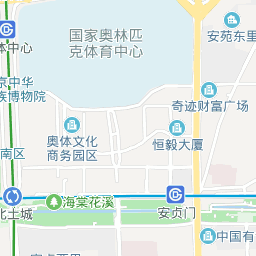 国家奥林匹
克体育中心
安苑东里
体中心
京中华
族博物院
奇迹财富广场
奥体文化
商务园区
恒毅大厦
南区
海棠花溪
北土城
安贞门
中国有